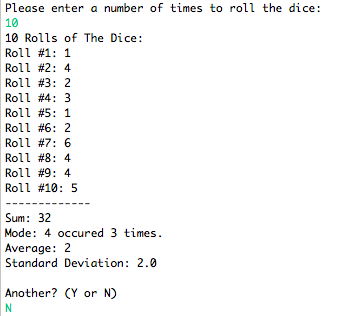 Please enter a number of times to roll the dice:
10
10 Rolls of The Dice:
Roll #1: 1
Roll #2: 4
Roll #3: 2
Roll #4: 3
Roll #5: 1
Roll #6: 2
Roll #7: 6
Roll #8: 4
Roll #9: 4
Roll #10: 5
-------------
Sum: 32
Mode: 4 occured 3 times.
Average: 2
Standard Deviation: 2.0
Another? (Y or N)
N